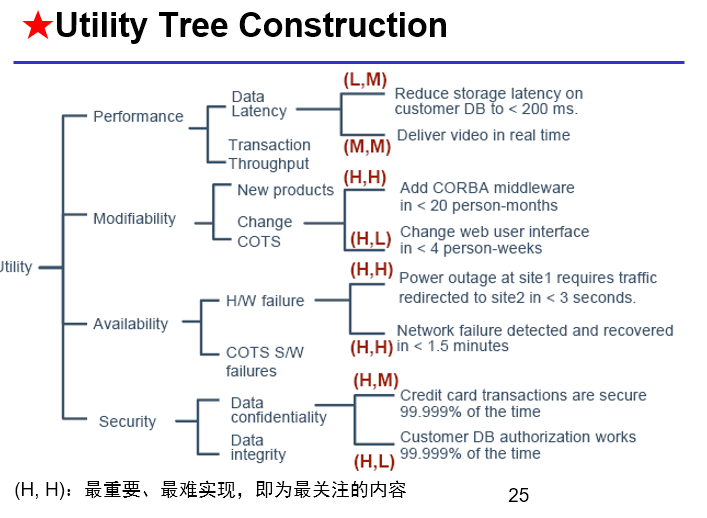 ★Utility Tree Construction
(L,M)
Data
Latency
Reduce storage latency on
customer DB to < 200 ms.
Performance
Deliver video in real time
(M,M)
Transaction
Throughput
(H,H)
New products
Add CORBA middleware
in < 20 person-months
Modifiability
Change
COTS
(H,L)
Change web user interface
in < 4 person-weeks
Utility
(H,H)
Power outage at site1 requires traffic
redirected to site2 in < 3 seconds.
H/W failure
Availability
Network failure detected and recovered
in < 1.5 minutes
(H,H)
COTS S/W
failures
(H,M)
Data
confidentiality
Credit card transactions are secure
99.999% of the time
Security
Data
integrity
Customer DB authorization works
99.999% of the time
(H,L)
(H, H)：最重要、最难实现，即为最关注的内容
25